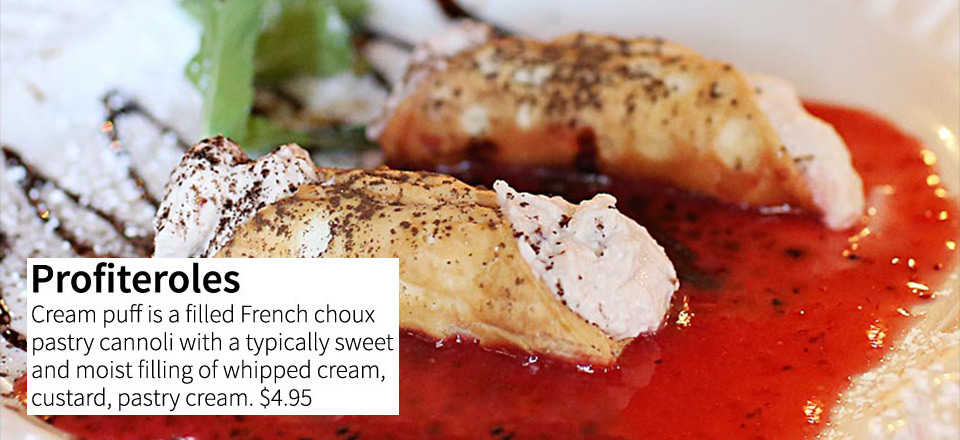 Profiteroles
Cream puff is a filled French choux
pastry cannoli with a typically sweet
and moist filling of whipped cream,
custard, pastry cream. $4.95